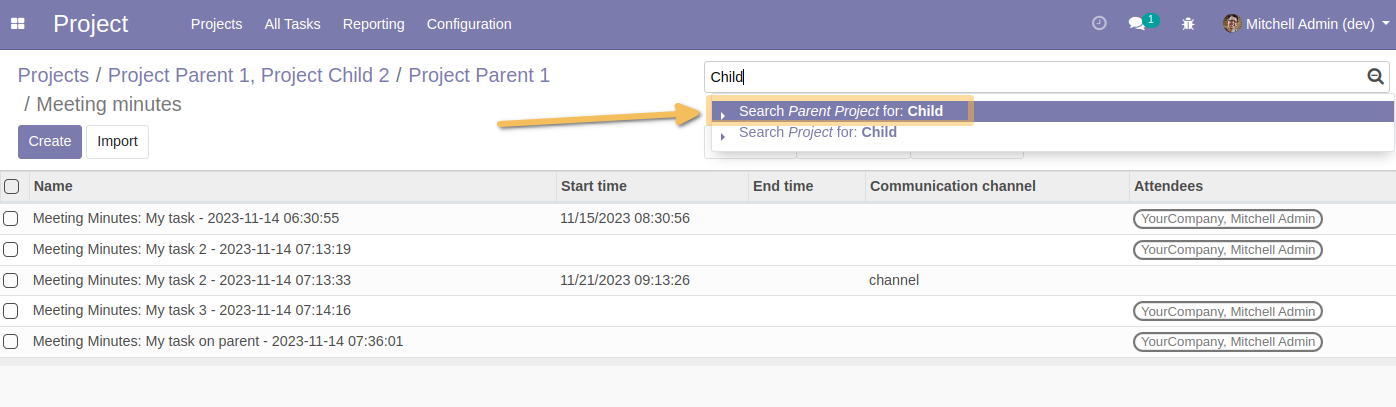 Project Projects All Tasks Reporting Configuration 1 Mitchell Admin (dev)
Projects / Project Parent 1, Project Child 2 / Project Parent 1
/ Meeting minutes
Child
Search Parent Project for: Child
Search Project for: Child
Create Import
Name Start time End time Communication channel Attendees
Meeting Minutes: My task - 2023-11-14 06:30:55 11/15/2023 08:30:56 YourCompany, Mitchell Admin
Meeting Minutes: My task 2 - 2023-11-14 07:13:19 YourCompany, Mitchell Admin
Meeting Minutes: My task 2 - 2023-11-14 07:13:33 11/21/2023 09:13:26 channel
Meeting Minutes: My task 3 - 2023-11-14 07:14:16 YourCompany, Mitchell Admin
Meeting Minutes: My task on parent - 2023-11-14 07:36:01 YourCompany, Mitchell Admin